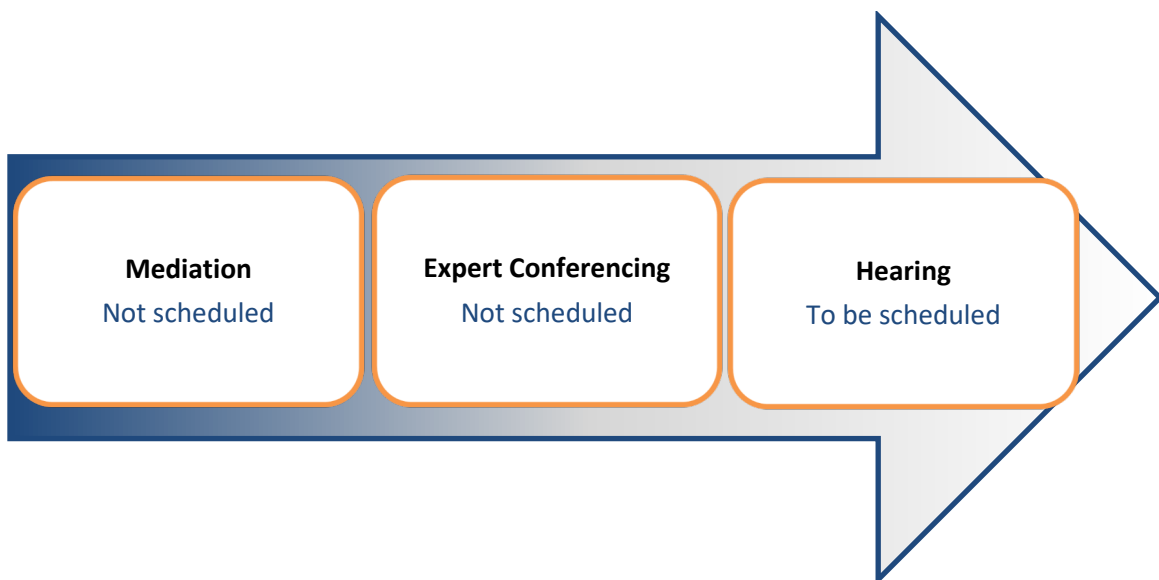 Mediation
Not scheduled
Expert Conferencing
Not scheduled
Hearing
To be scheduled